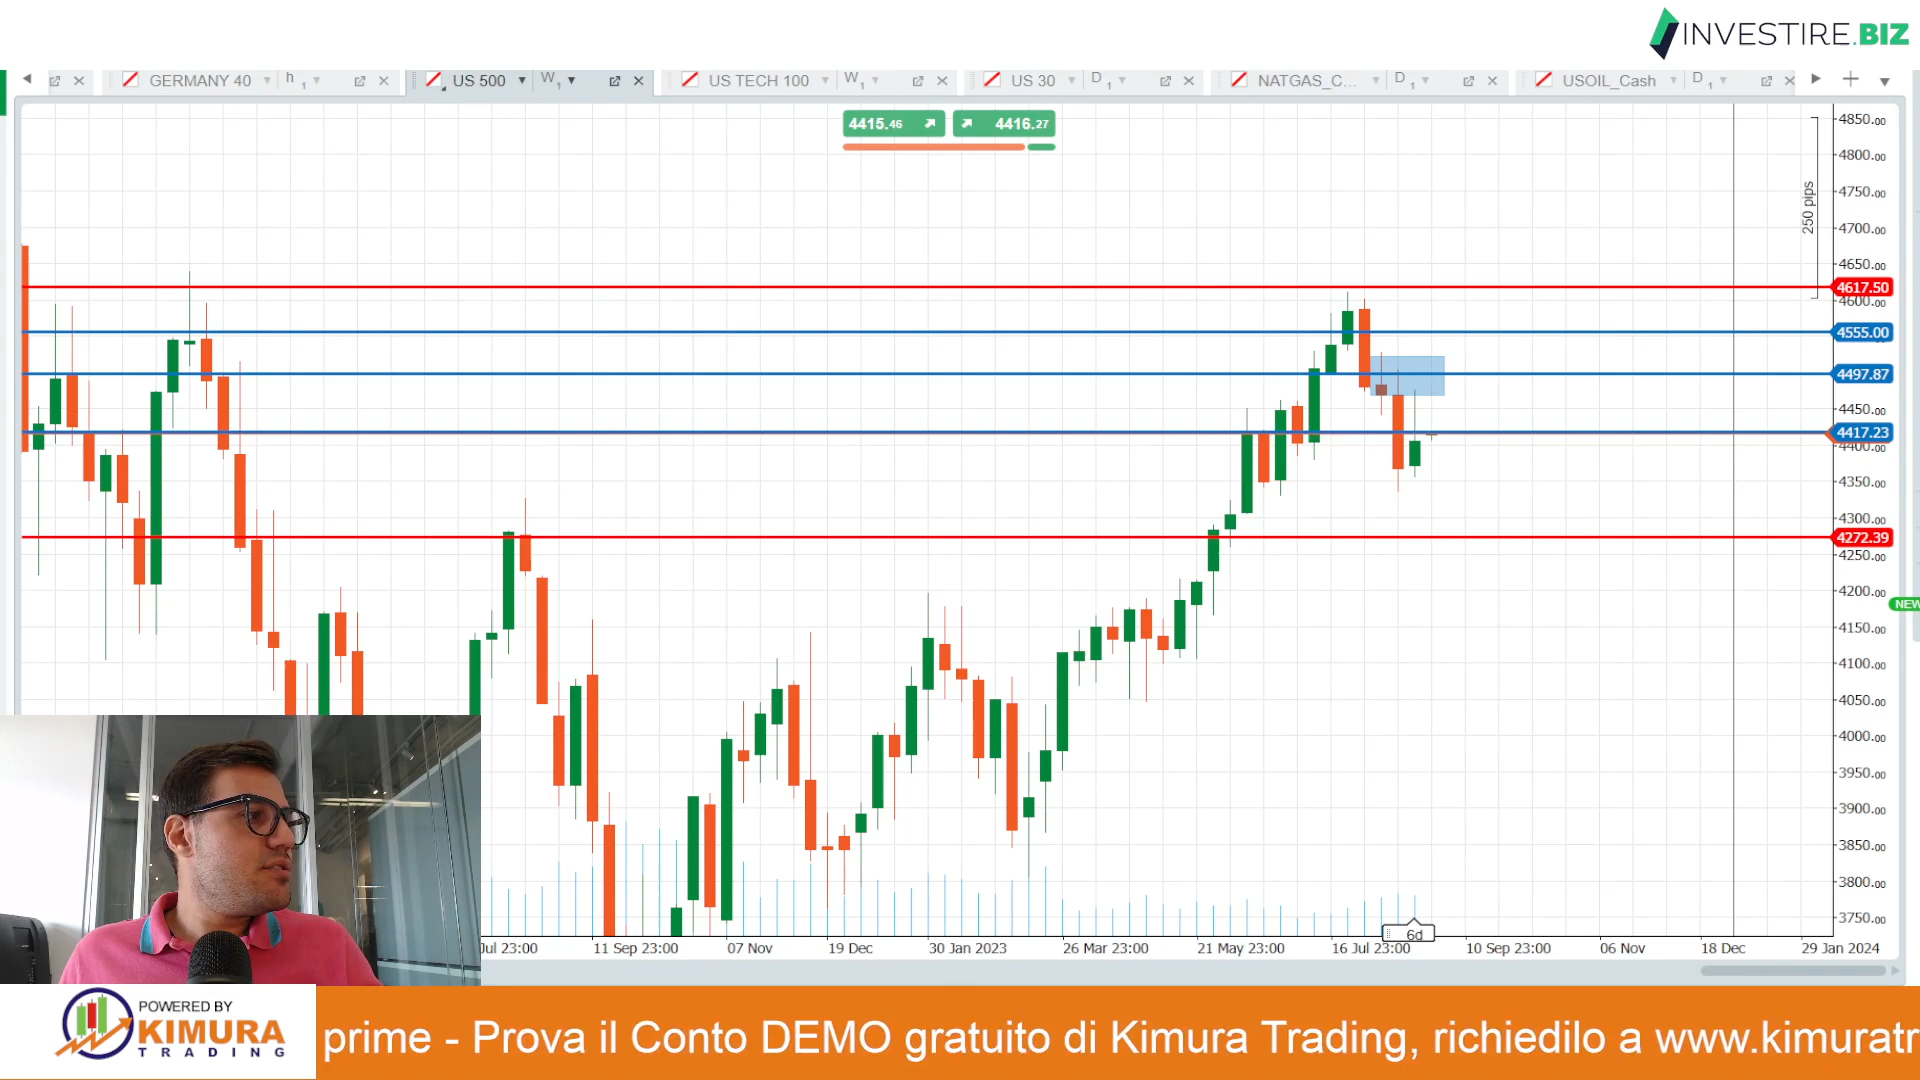 INVESTIRE.BIZ
GERMANY 40 h 1
US 500 W 1
US TECH 100 W 1
US 30 D 1
NATGAS_C... D 1
USOIL_Cash D 1
4415.46 4416.27
250 pips
4850.00
4800.00
4750.00
4700.00
4650.00
4617.50
4600.00
4555.00
4497.87
4450.00
4417.23
4400.00
4350.00
4300.00
4272.39
4250.00
4200.00
NEW
4150.00
4100.00
4050.00
4000.00
3950.00
3900.00
3850.00
3800.00
3750.00
6d
Jul 23:00 11 Sep 23:00 07 Nov 19 Dec 30 Jan 2023 26 Mar 23:00 21 May 23:00 16 Jul 23:00 10 Sep 23:00 06 Nov 18 Dec 29 Jan 2024
POWERED BY
KIMURA
TRADING
prime - Prova il Conto DEMO gratuito di Kimura Trading, richiedilo a www.kimuratr